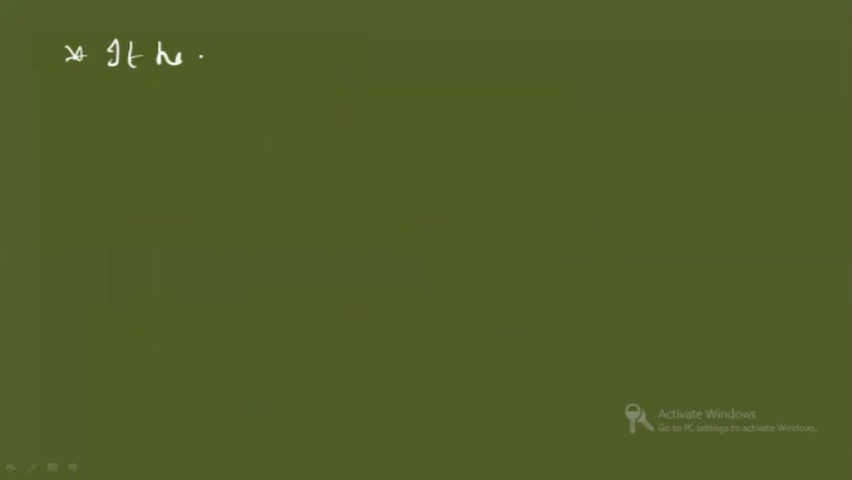 * It he .
Activate Windows
Go to PC settings to activate Windows.